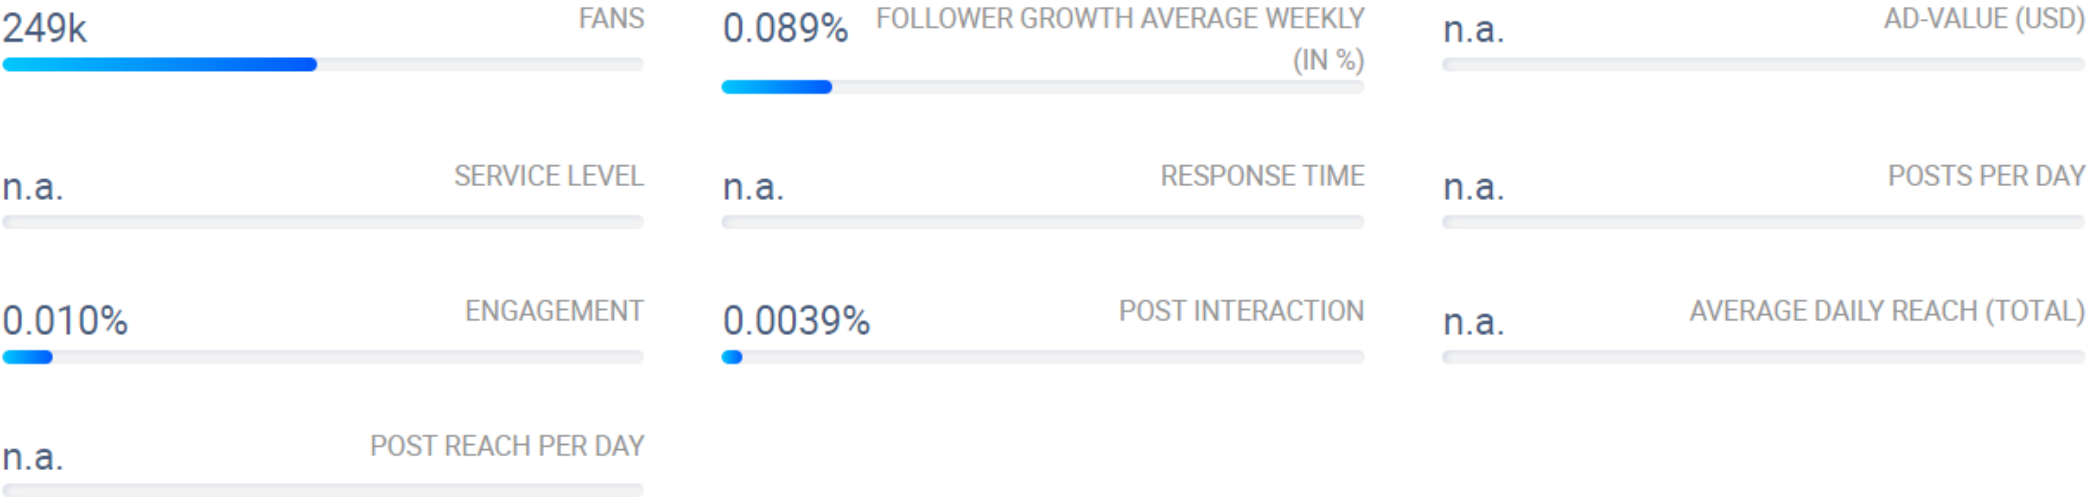 249k FANS
0.089% FOLLOWER GROWTH AVERAGE WEEKLY
(IN %)
n.a. AD-VALUE (USD)
n.a. SERVICE LEVEL
n.a. RESPONSE TIME
n.a. POSTS PER DAY
0.010% ENGAGEMENT
0.0039% POST INTERACTION
n.a. AVERAGE DAILY REACH (TOTAL)
n.a. POST REACH PER DAY